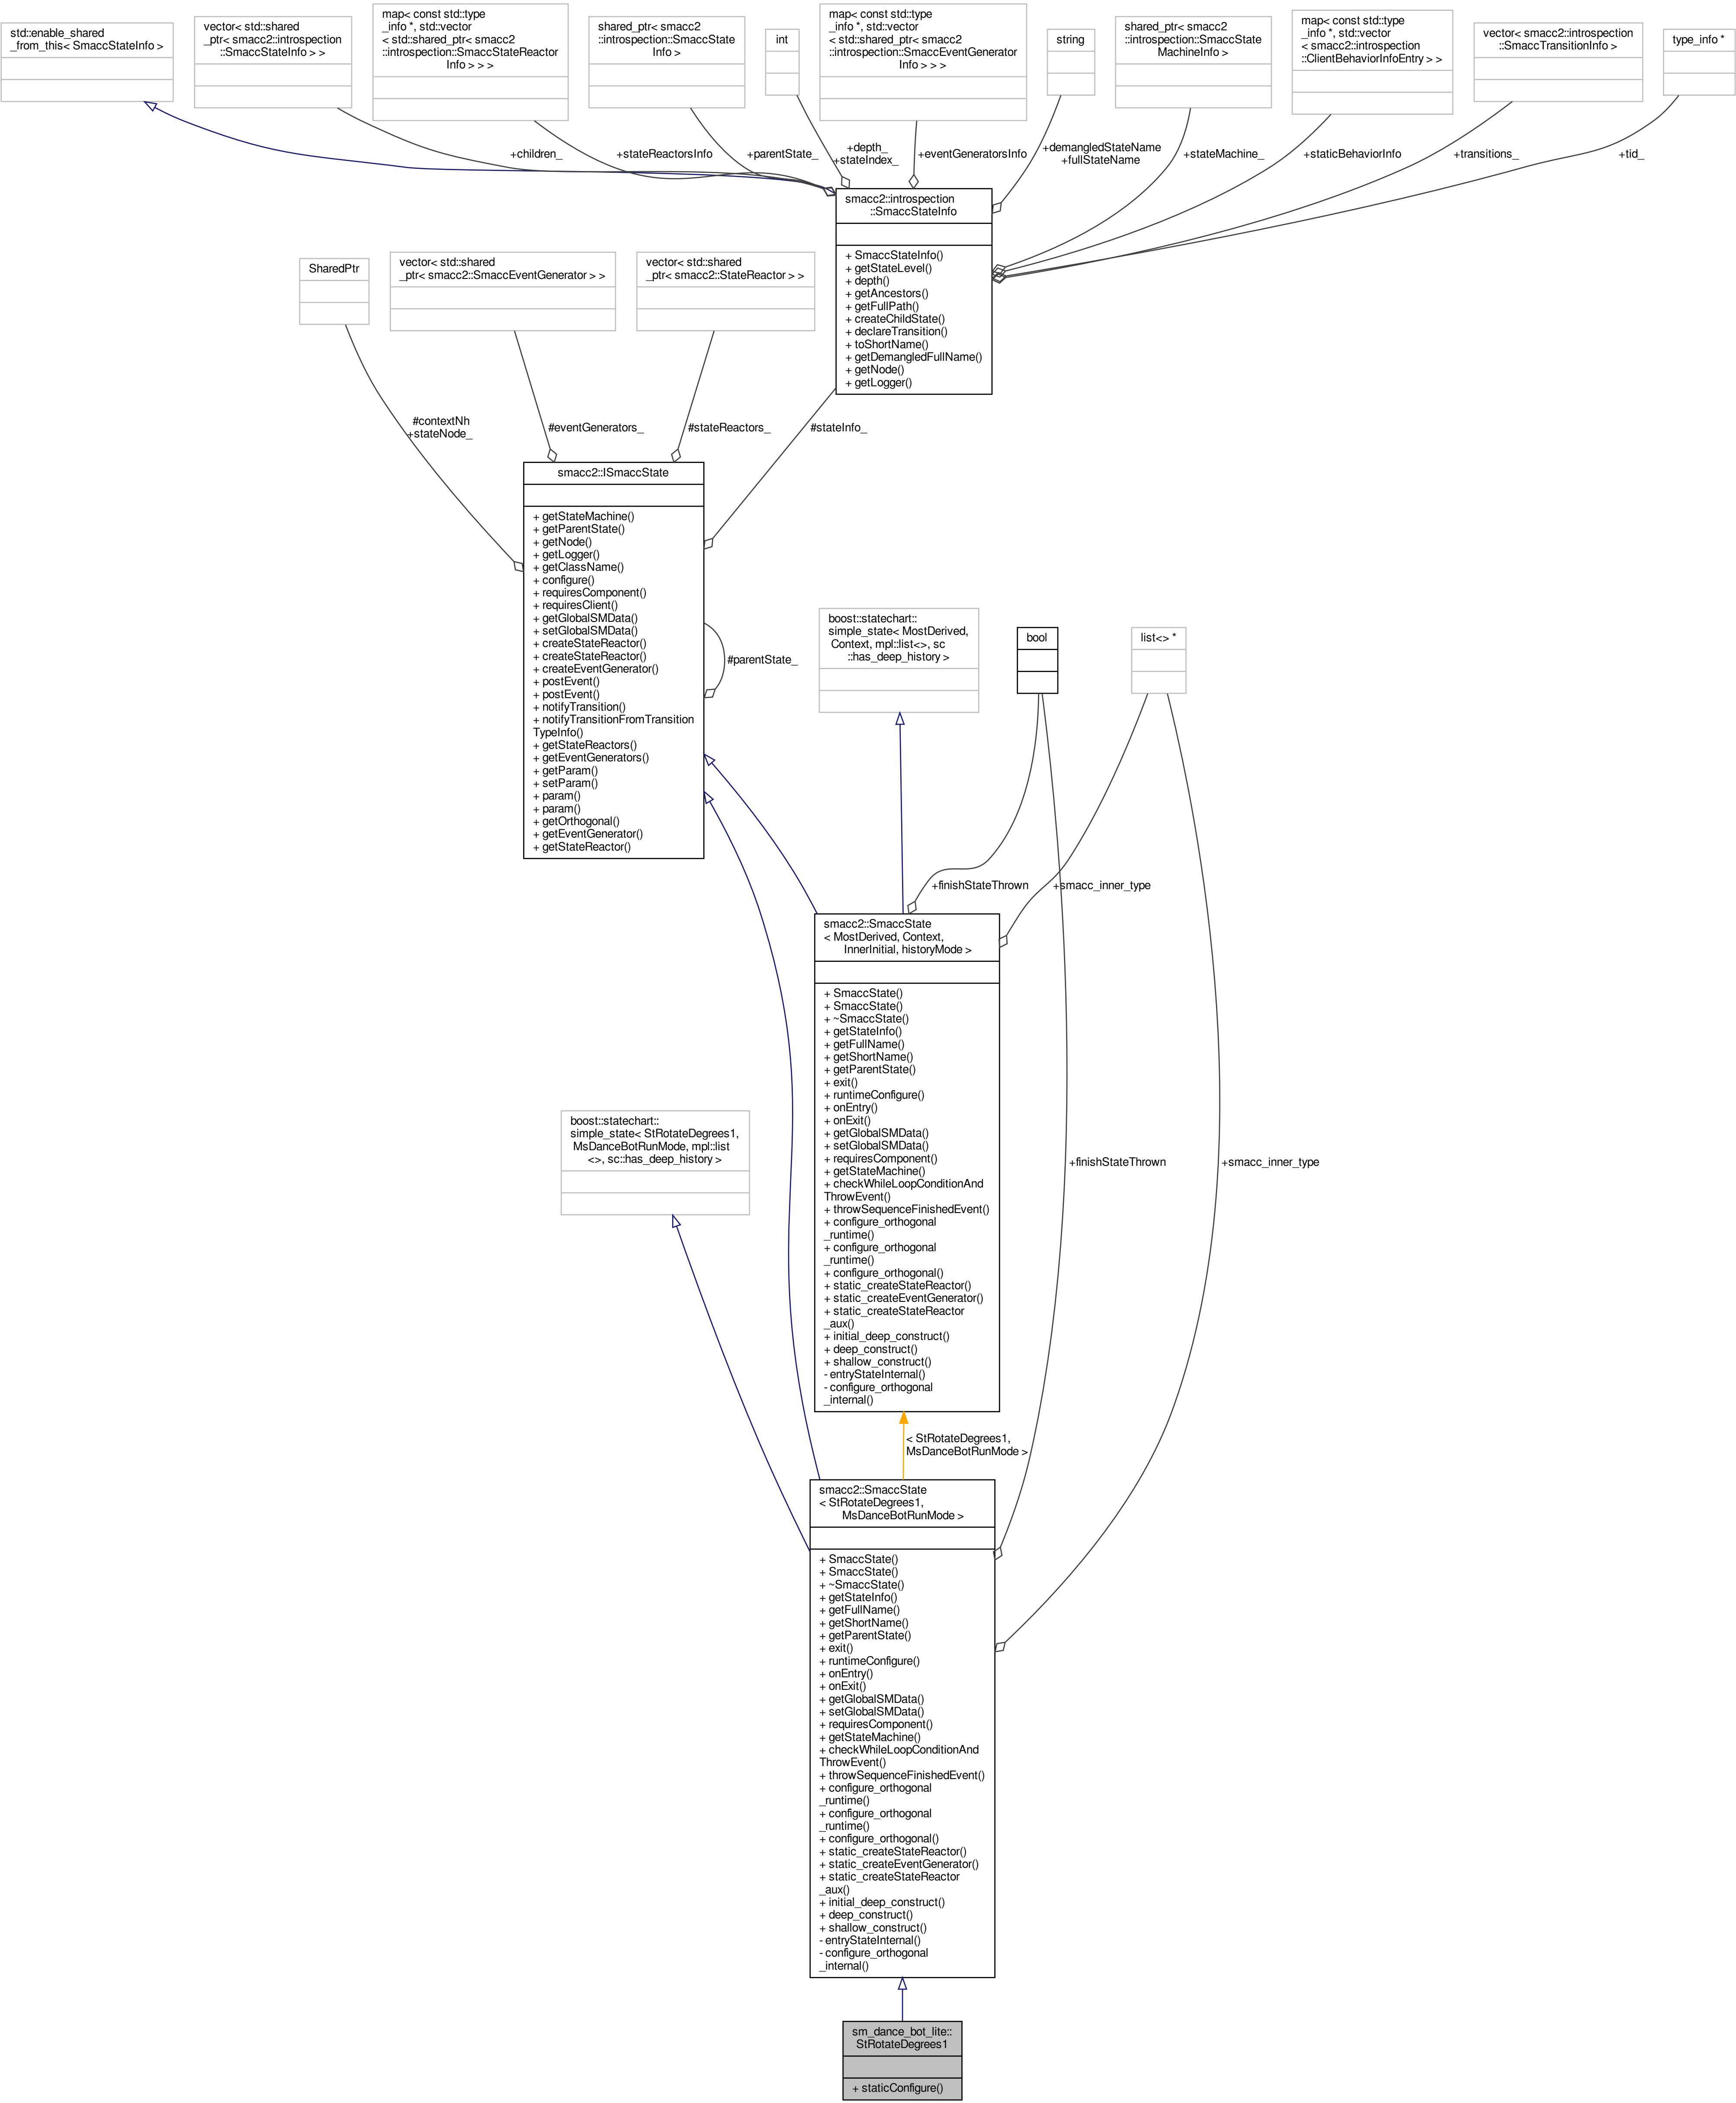 std::enable_shared
_from_this< SmaccStateInfo >
vector< std::shared
_ptr< smacc2::introspection
::SmaccStateInfo > >
map< const std::type
_info *, std::vector
< std::shared_ptr< smacc2
::introspection::SmaccStateReactor
Info > > >
shared_ptr< smacc2
::introspection::SmaccState
Info >
int
map< const std::type
_info *, std::vector
< std::shared_ptr< smacc2
::introspection::SmaccEventGenerator
Info > > >
string
shared_ptr< smacc2
::introspection::SmaccState
MachineInfo >
map< const std::type
_info *, std::vector
< smacc2::introspection
::ClientBehaviorInfoEntry > >
vector< smacc2::introspection
::SmaccTransitionInfo >
type_info *
+children_
+stateReactorsInfo
+parentState_
+depth_
+stateIndex_
+eventGeneratorsInfo
+demangledStateName
+fullStateName
+stateMachine_
+staticBehaviorInfo
+transitions_
+tid_
smacc2::introspection
::SmaccStateInfo
+ SmaccStateInfo()
+ getStateLevel()
+ depth()
+ getAncestors()
+ getFullPath()
+ createChildState()
+ declareTransition()
+ toShortName()
+ getDemangledFullName()
+ getNode()
+ getLogger()
SharedPtr
vector< std::shared
_ptr< smacc2::SmaccEventGenerator > >
vector< std::shared
_ptr< smacc2::StateReactor > >
#contextNh
+stateNode_
#eventGenerators_
#stateReactors_
#stateInfo_
smacc2::ISmaccState
+ getStateMachine()
+ getParentState()
+ getNode()
+ getLogger()
+ getClassName()
+ configure()
+ requiresComponent()
+ requiresClient()
+ getGlobalSMData()
+ setGlobalSMData()
+ createStateReactor()
+ createStateReactor()
+ createEventGenerator()
+ postEvent()
+ postEvent()
+ notifyTransition()
+ notifyTransitionFromTransition
TypeInfo()
+ getStateReactors()
+ getEventGenerators()
+ getParam()
+ setParam()
+ param()
+ param()
+ getOrthogonal()
+ getEventGenerator()
+ getStateReactor()
#parentState_
boost::statechart::
simple_state< MostDerived,
Context, mpl::list<>, sc
::has_deep_history >
bool
list<> *
+finishStateThrown
+smacc_inner_type
smacc2::SmaccState
< MostDerived, Context,
InnerInitial, historyMode >
+ SmaccState()
+ SmaccState()
+ ~SmaccState()
+ getStateInfo()
+ getFullName()
+ getShortName()
+ getParentState()
+ exit()
+ runtimeConfigure()
+ onEntry()
+ onExit()
+ getGlobalSMData()
+ setGlobalSMData()
+ requiresComponent()
+ getStateMachine()
+ checkWhileLoopConditionAnd
ThrowEvent()
+ throwSequenceFinishedEvent()
+ configure_orthogonal
_runtime()
+ configure_orthogonal
_runtime()
+ configure_orthogonal()
+ static_createStateReactor()
+ static_createEventGenerator()
+ static_createStateReactor
_aux()
+ initial_deep_construct()
+ deep_construct()
+ shallow_construct()
- entryStateInternal()
- configure_orthogonal
_internal()
boost::statechart::
simple_state< StRotateDegrees1,
MsDanceBotRunMode, mpl::list
<>, sc::has_deep_history >
+finishStateThrown
+smacc_inner_type
< StRotateDegrees1,
MsDanceBotRunMode >
smacc2::SmaccState
< StRotateDegrees1,
MsDanceBotRunMode >
+ SmaccState()
+ SmaccState()
+ ~SmaccState()
+ getStateInfo()
+ getFullName()
+ getShortName()
+ getParentState()
+ exit()
+ runtimeConfigure()
+ onEntry()
+ onExit()
+ getGlobalSMData()
+ setGlobalSMData()
+ requiresComponent()
+ getStateMachine()
+ checkWhileLoopConditionAnd
ThrowEvent()
+ throwSequenceFinishedEvent()
+ configure_orthogonal
_runtime()
+ configure_orthogonal
_runtime()
+ configure_orthogonal()
+ static_createStateReactor()
+ static_createEventGenerator()
+ static_createStateReactor
_aux()
+ initial_deep_construct()
+ deep_construct()
+ shallow_construct()
- entryStateInternal()
- configure_orthogonal
_internal()
sm_dance_bot_lite::
StRotateDegrees1
+ staticConfigure()